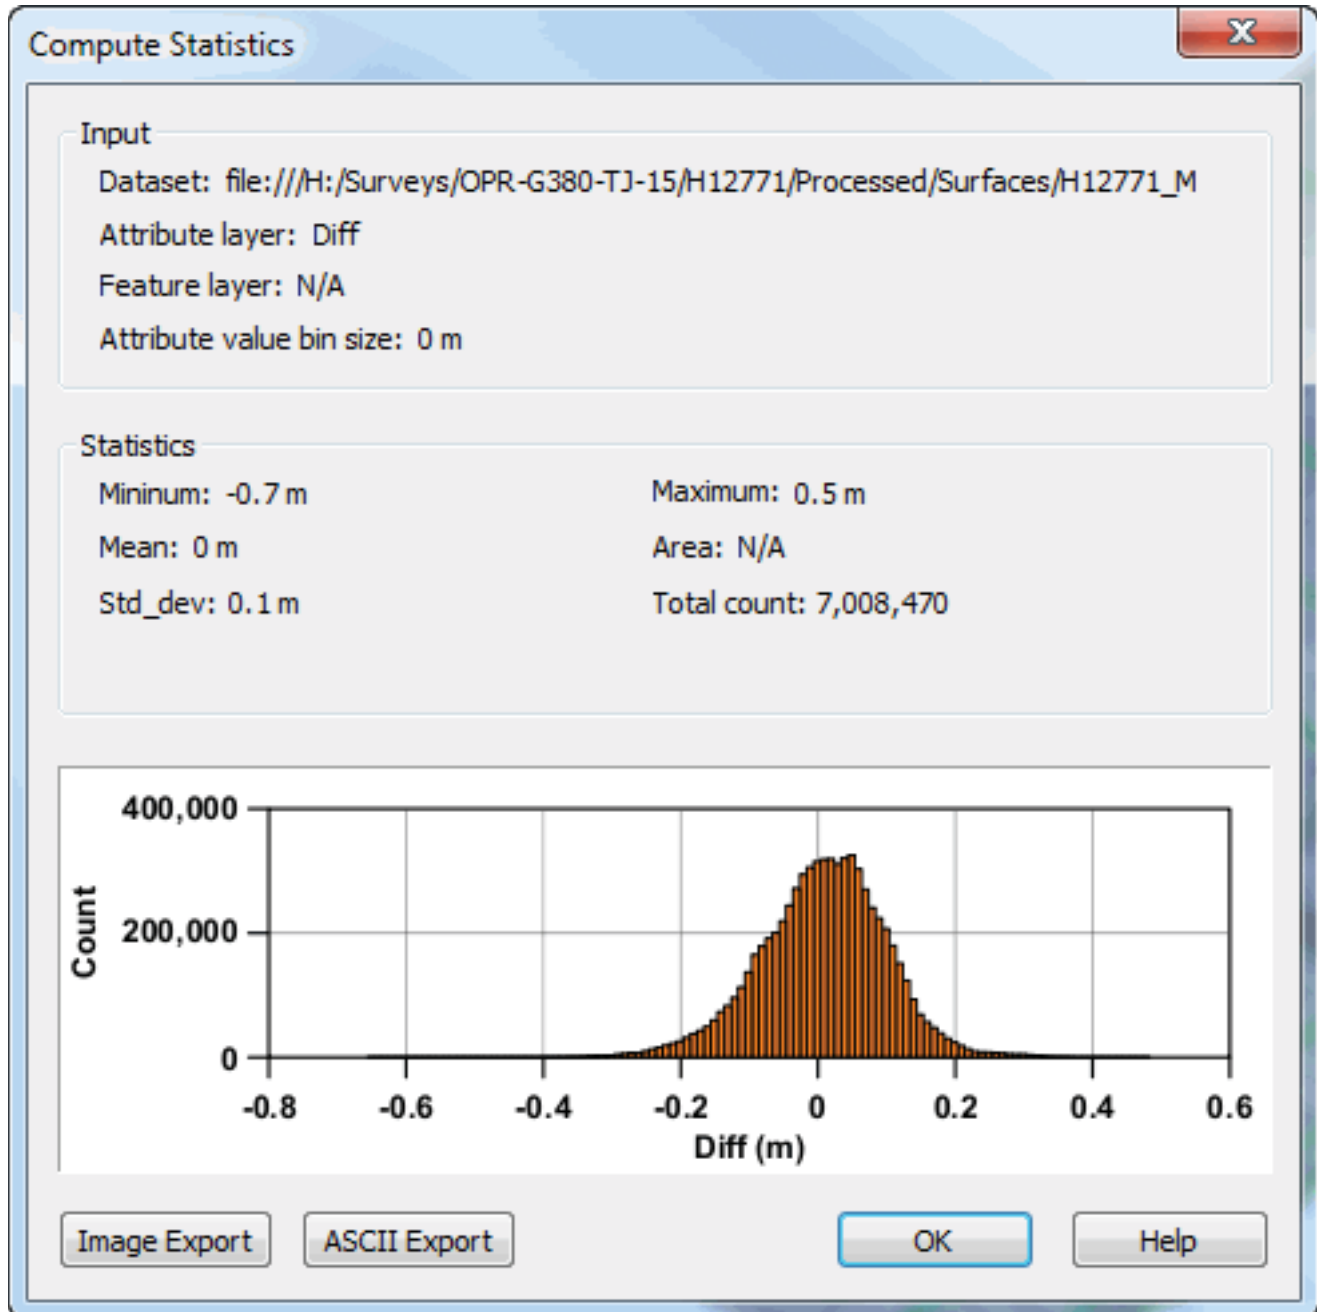 Compute Statistics
Input
Dataset: file:///H:/Surveys/OPR-G380-TJ-15/H12771/Processed/Surfaces/H12771_M
Attribute layer: Diff
Feature layer: N/A
Attribute value bin size: 0 m
Statistics
Mininum: -0.7 m
Maximum: 0.5 m
Mean: 0 m
Area: N/A
Std_dev: 0.1 m
Total count: 7,008,470
400,000
200,000
0
Count
-0.8 -0.6 -0.4 -0.2 0 0.2 0.4 0.6
Diff (m)
Image Export
ASCII Export
OK
Help